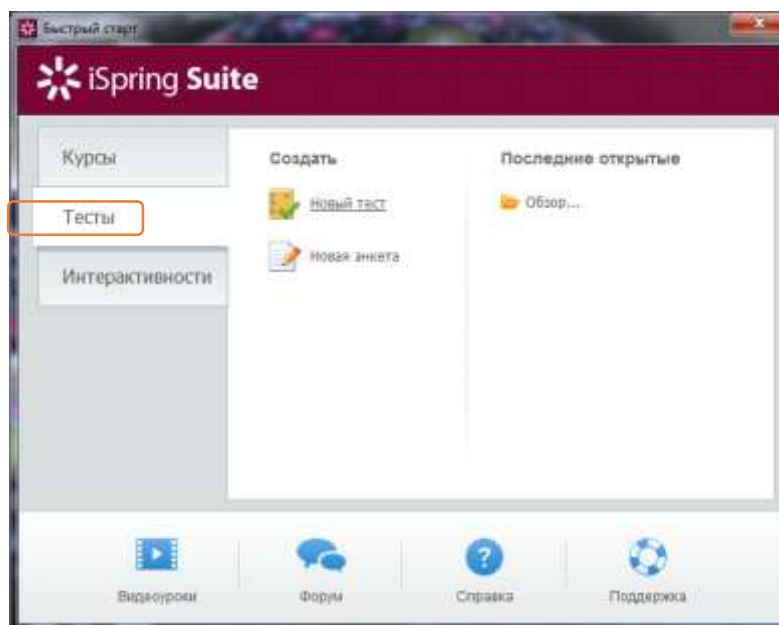 Быстрый старт
iSpring Suite
Курсы
Тесты
Интерактивности
Создать
Новый тест
Новая анкета
Последние открытые
Обзор...
Видеоуроки
Форум
Справка
Поддержка